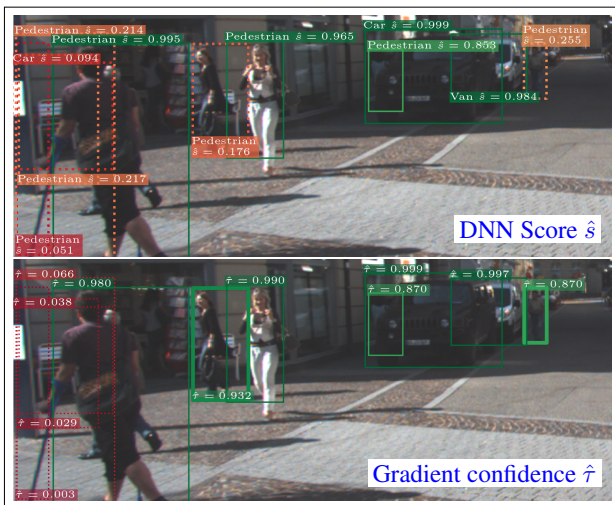 Pedestrian ŝ = 0.214
Pedestrian ŝ = 0.995
Pedestrian ŝ = 0.965
Car ŝ = 0.999
Pedestrian
ŝ = 0.255
Car ŝ = 0.094
Pedestrian ŝ = 0.853
Van ŝ = 0.984
Pedestrian
ŝ = 0.176
Pedestrian ŝ = 0.217
Pedestrian
ŝ = 0.051
DNN Score ŝ
τ̂ = 0.066
τ̂ = 0.980
τ̂ = 0.990
τ̂ = 0.999
τ̂ = 0.997
τ̂ = 0.870
τ̂ = 0.870
τ̂ = 0.038
τ̂ = 0.932
τ̂ = 0.029
τ̂ = 0.003
Gradient confidence τ̂